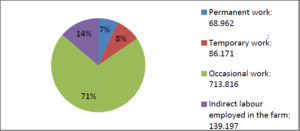 7%
8%
71%
14%
Permanent work:
68.962
Temporary work:
86.171
Occasional work:
713.816
Indirect labour
employed in the farm:
139.197